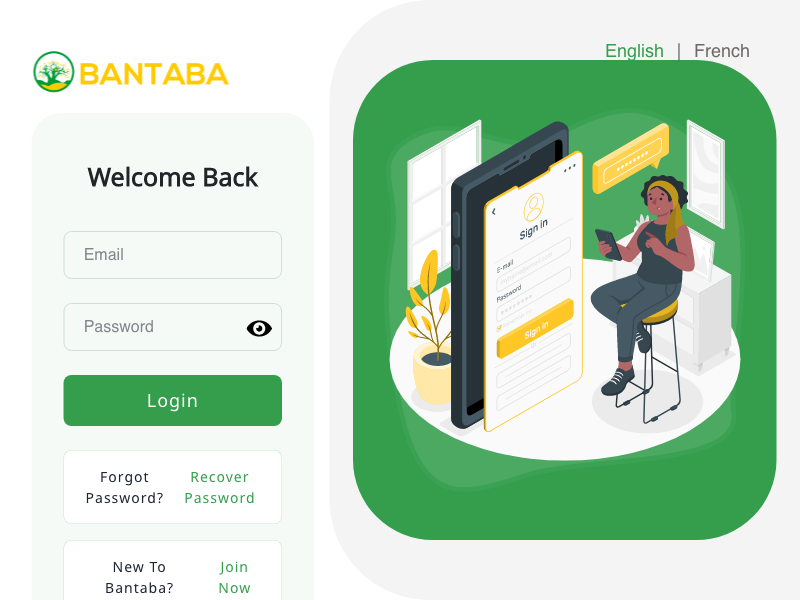 English | French
BANTABA
Welcome Back
Email
Password
Login
Forgot Password?
Recover Password
New To Bantaba?
Join Now
Sign in
E-mail
Password
Sign in